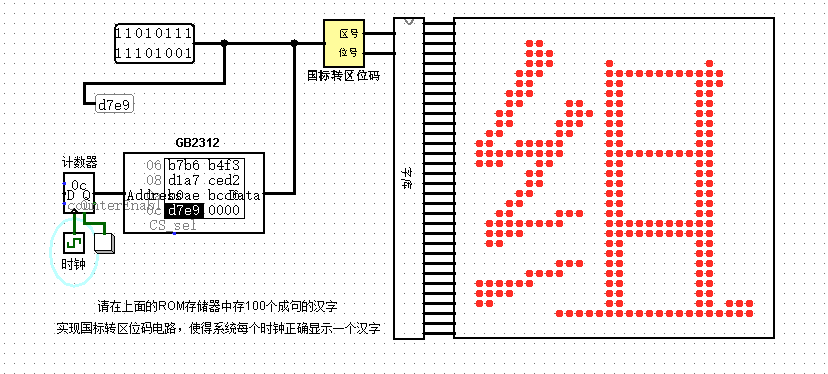 11010111
11101001
区号
位号
国标转区位码
d7e9
GB2312
计数器
06 b7b6 b4f3
08 d1a7 ced2
0c
D Q
Address
b0ae bcd6
Data
counterEnabl
0c d7e9 0000
CS sel
时钟
字库
组
请在上面的ROM存储器中存100个成句的汉字
实现国标转区位码电路，使得系统每个时钟正确显示一个汉字